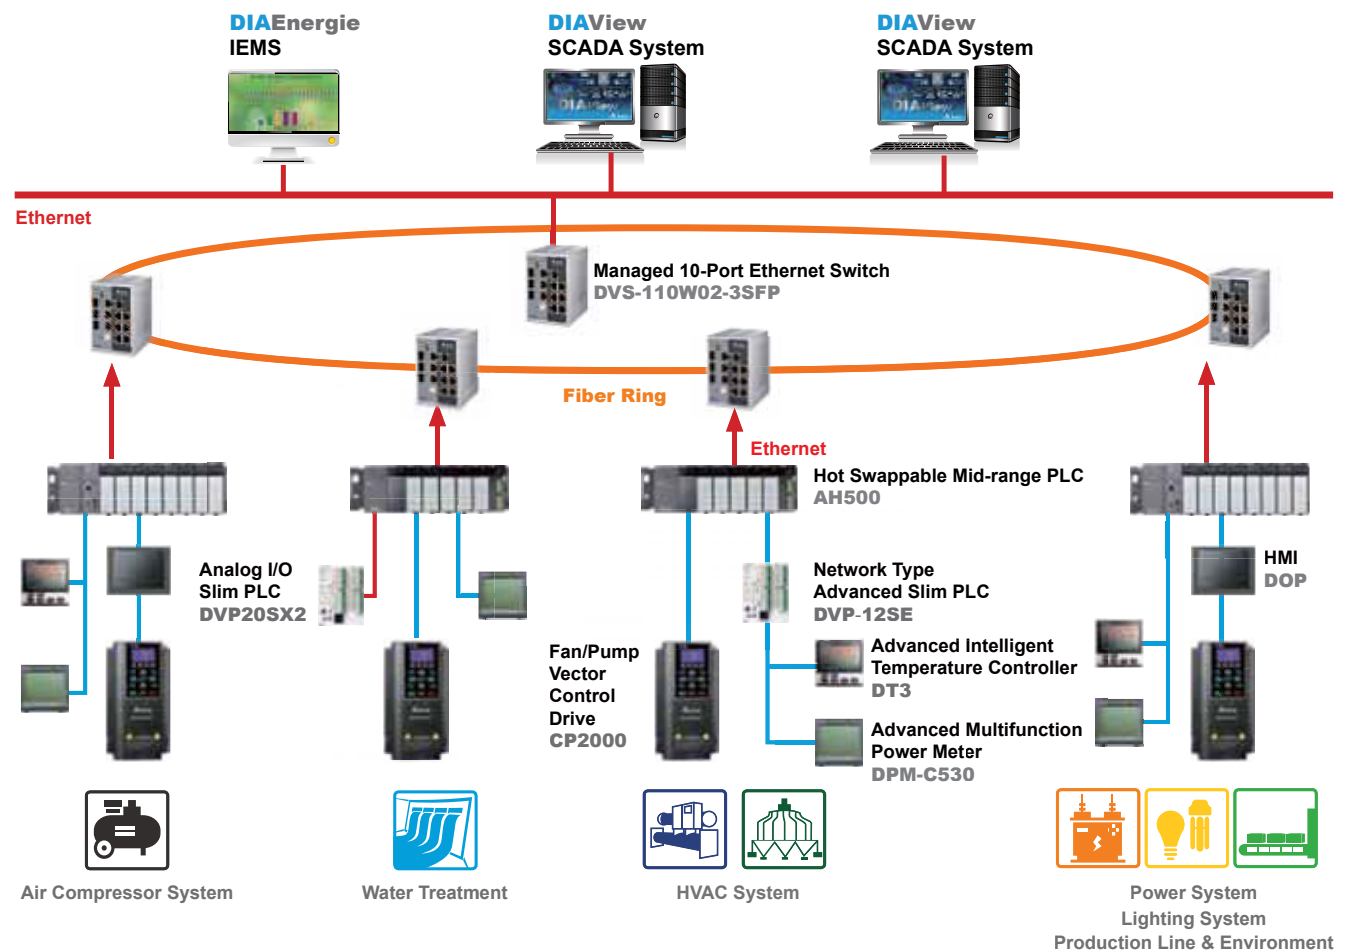 DIAEnergie
IEMS
DIAView
SCADA System
DIAView
SCADA System
Ethernet
Managed 10-Port Ethernet Switch
DVS-110W02-3SFP
Fiber Ring
Ethernet
Hot Swappable Mid-range PLC
AH500
Analog I/O
Slim PLC
DVP20SX2
Network Type
Advanced Slim PLC
DVP-12SE
HMI
DOP
Fan/Pump
Vector
Control
Drive
CP2000
Advanced Intelligent
Temperature Controller
DT3
Advanced Multifunction
Power Meter
DPM-C530
Air Compressor System
Water Treatment
HVAC System
Power System
Lighting System
Production Line & Environment